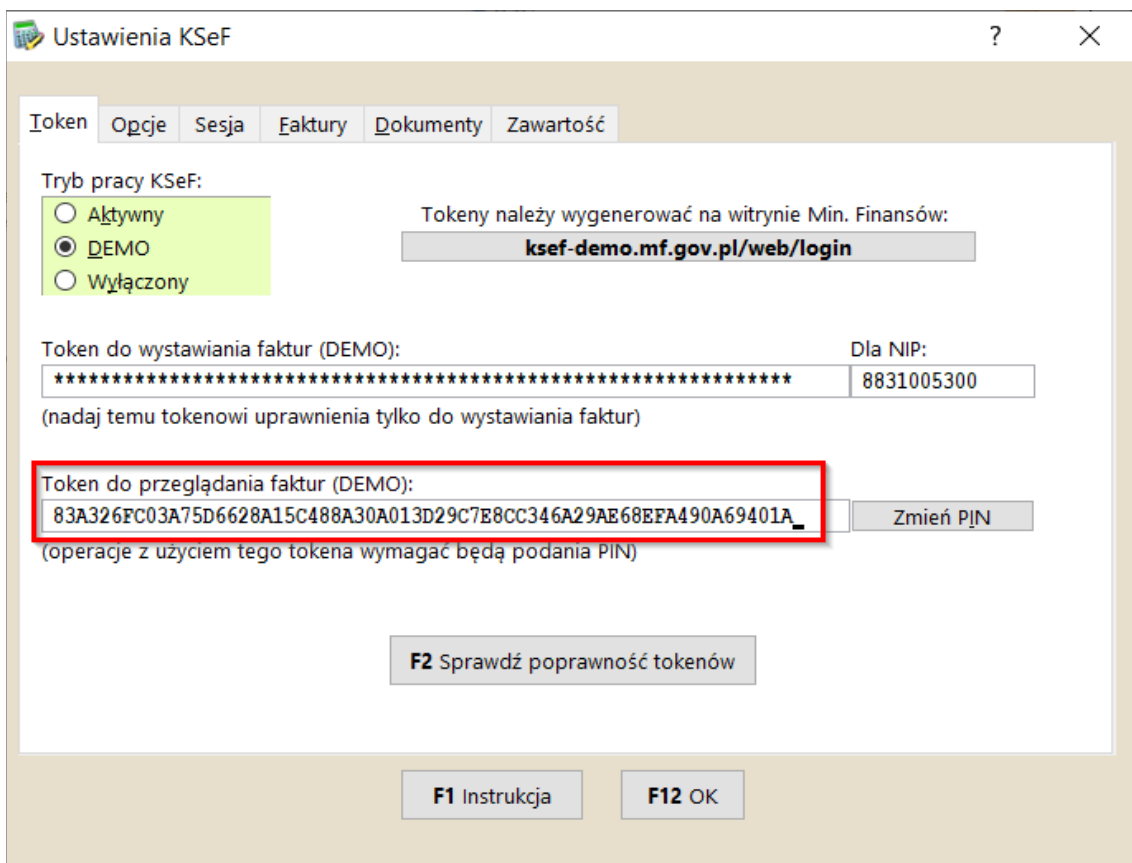 Ustawienia KSeF
?
Token Opcje Sesja Faktury Dokumenty Zawartość
Tryb pracy KSeF:
Aktywny
DEMO
Wyłączony
Tokeny należy wygenerować na witrynie Min. Finansów:
ksef-demo.mf.gov.pl/web/login
Token do wystawiania faktur (DEMO): Dla NIP:
**************************************************************** 8831005300
(nadaj temu tokenowi uprawnienia tylko do wystawiania faktur)
Token do przeglądania faktur (DEMO):
83A326FC03A75D6628A15C488A30A013D29C7E8CC346A29AE68EFA490A69401A Zmień PIN
(operacje z użyciem tego tokena wymagać będą podania PIN)
F2 Sprawdź poprawność tokenów
F1 Instrukcja F12 OK